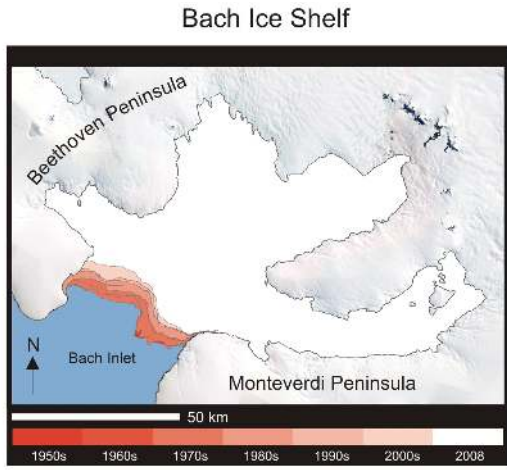 Bach Ice Shelf
Beethoven Peninsula
N
Bach Inlet
Monteverdi Peninsula
50 km
1950s 1960s 1970s 1980s 1990s 2000s 2008